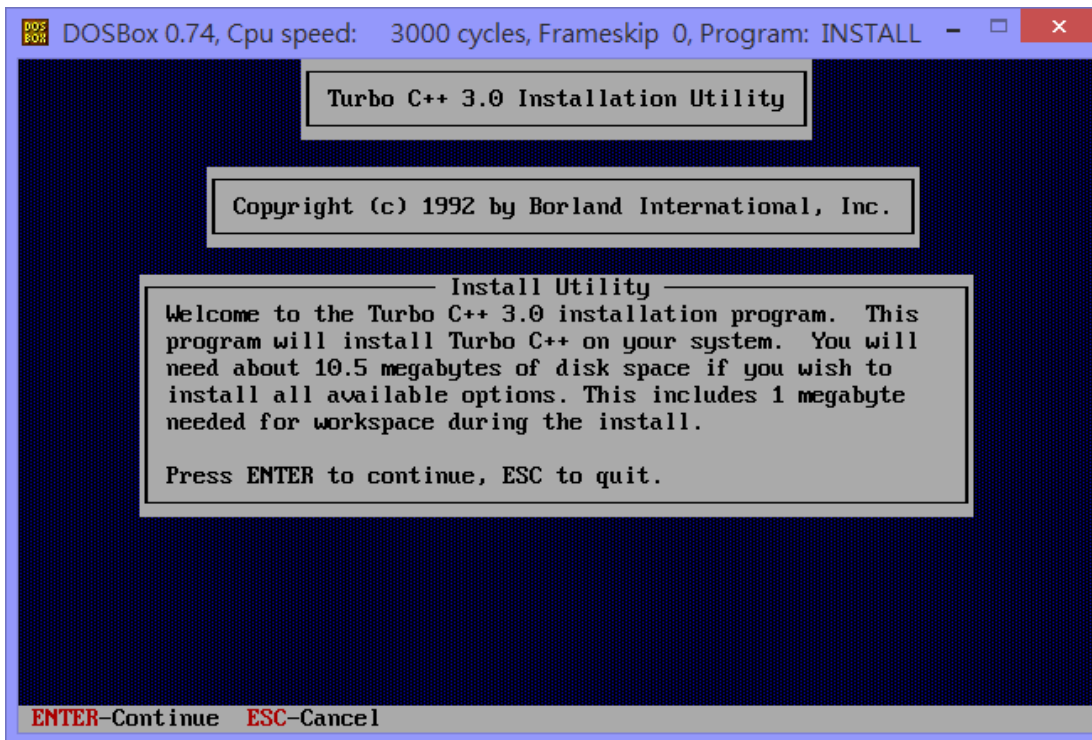 DOS
BOX
DOSBox 0.74, Cpu speed: 3000 cycles, Frameskip 0, Program: INSTALL
Turbo C++ 3.0 Installation Utility
Copyright (c) 1992 by Borland International, Inc.
Install Utility
Welcome to the Turbo C++ 3.0 installation program. This
program will install Turbo C++ on your system. You will
need about 10.5 megabytes of disk space if you wish to
install all available options. This includes 1 megabyte
needed for workspace during the install.
Press ENTER to continue, ESC to quit.
ENTER-Continue ESC-Cancel